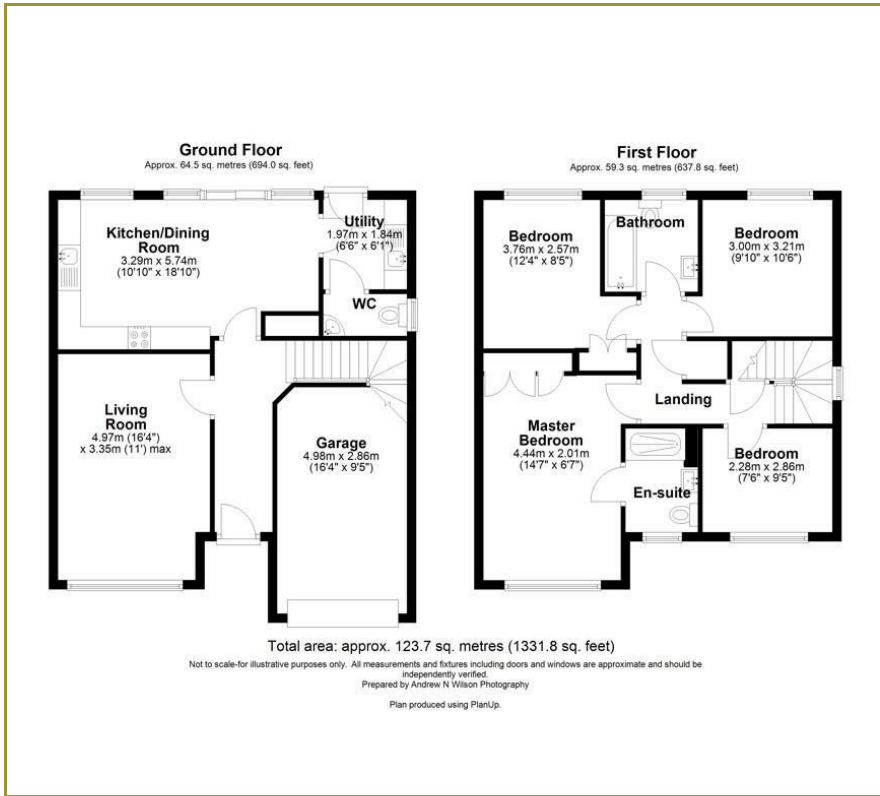 Ground Floor
Approx. 64.5 sq. metres (694.0 sq. feet)
Kitchen/Dining
Room
3.29m x 5.74m
(10'10" x 18'10")
Utility
1.97m x 1.84m
(6'6" x 6'1")
WC
Living
Room
4.97m (16'4")
x 3.35m (11') max
Garage
4.98m x 2.86m
(16'4" x 9'5")
First Floor
Approx. 59.3 sq. metres (637.8 sq. feet)
Bedroom
3.76m x 2.57m
(12'4" x 8'5")
Bathroom
Bedroom
3.00m x 3.21m
(9'10" x 10'6")
Landing
Master
Bedroom
4.44m x 2.01m
(14'7" x 6'7")
En-suite
Bedroom
2.28m x 2.86m
(7'6" x 9'5")
Total area: approx. 123.7 sq. metres (1331.8 sq. feet)
Not to scale-for illustrative purposes only. All measurements and fixtures including doors and windows are approximate and should be
independently verified.
Prepared by Andrew N Wilson Photography
Plan produced using PlanUp.